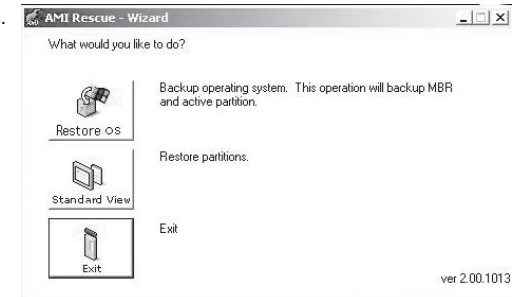 AMI Rescue - Wizard
What would you like to do?
Restore OS
Backup operating system. This operation will backup MBR
and active partition.
Standard View
Restore partitions.
Exit
Exit
ver 2.00.1013